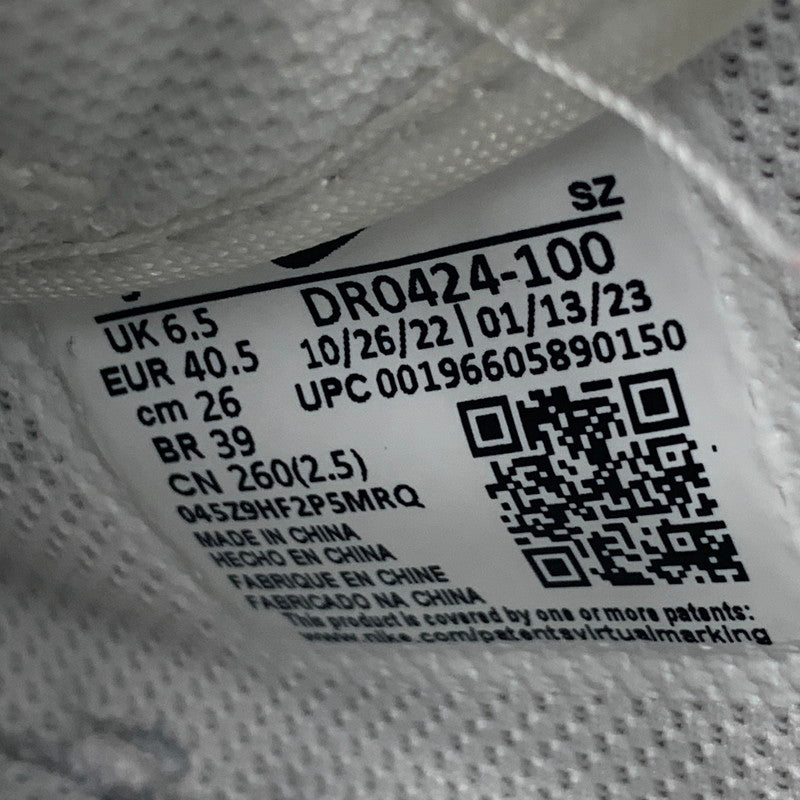 SZ
UK 6.5
EUR 40.5
cm 26
BR 39
CN 260(2.5)
045Z9HF2P5MRQ
DR0424-100
10/26/22 | 01/13/23
UPC 00196605890150
MADE IN CHINA
HECHO EN CHINA
FABRIQUE EN CHINE
FABRICADO NA CHINA
This product is covered by one or more patents:
www.nike.com/patentsvirtualmarking